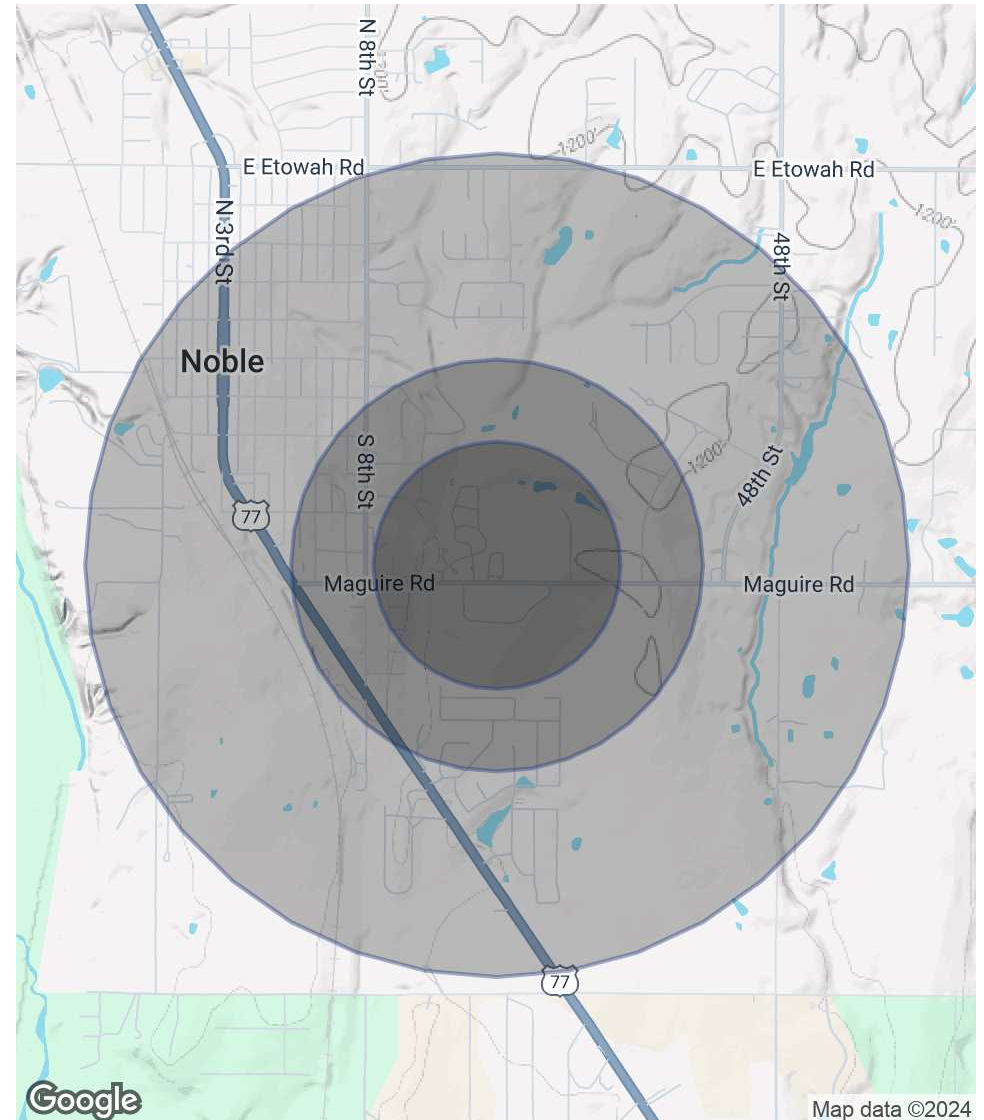 N 8th St
1200'
1200'
E Etowah Rd
E Etowah Rd
N 3rd St
1200'
48th St
Noble
S 8th St
1200'
48th St
77
Maguire Rd
Maguire Rd
77
Google
Map data ©2024